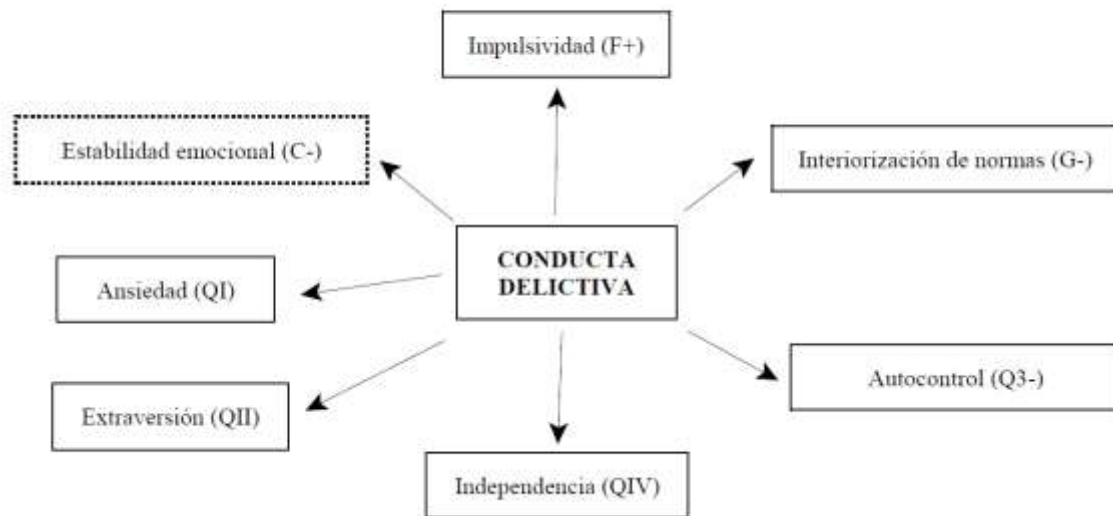 Impulsividad (F+)
Estabilidad emocional (C-)
Interiorización de normas (G-)
CONDUCTA
DELICTIVA
Ansiedad (QI)
Autocontrol (Q3-)
Extraversión (QII)
Independencia (QIV)